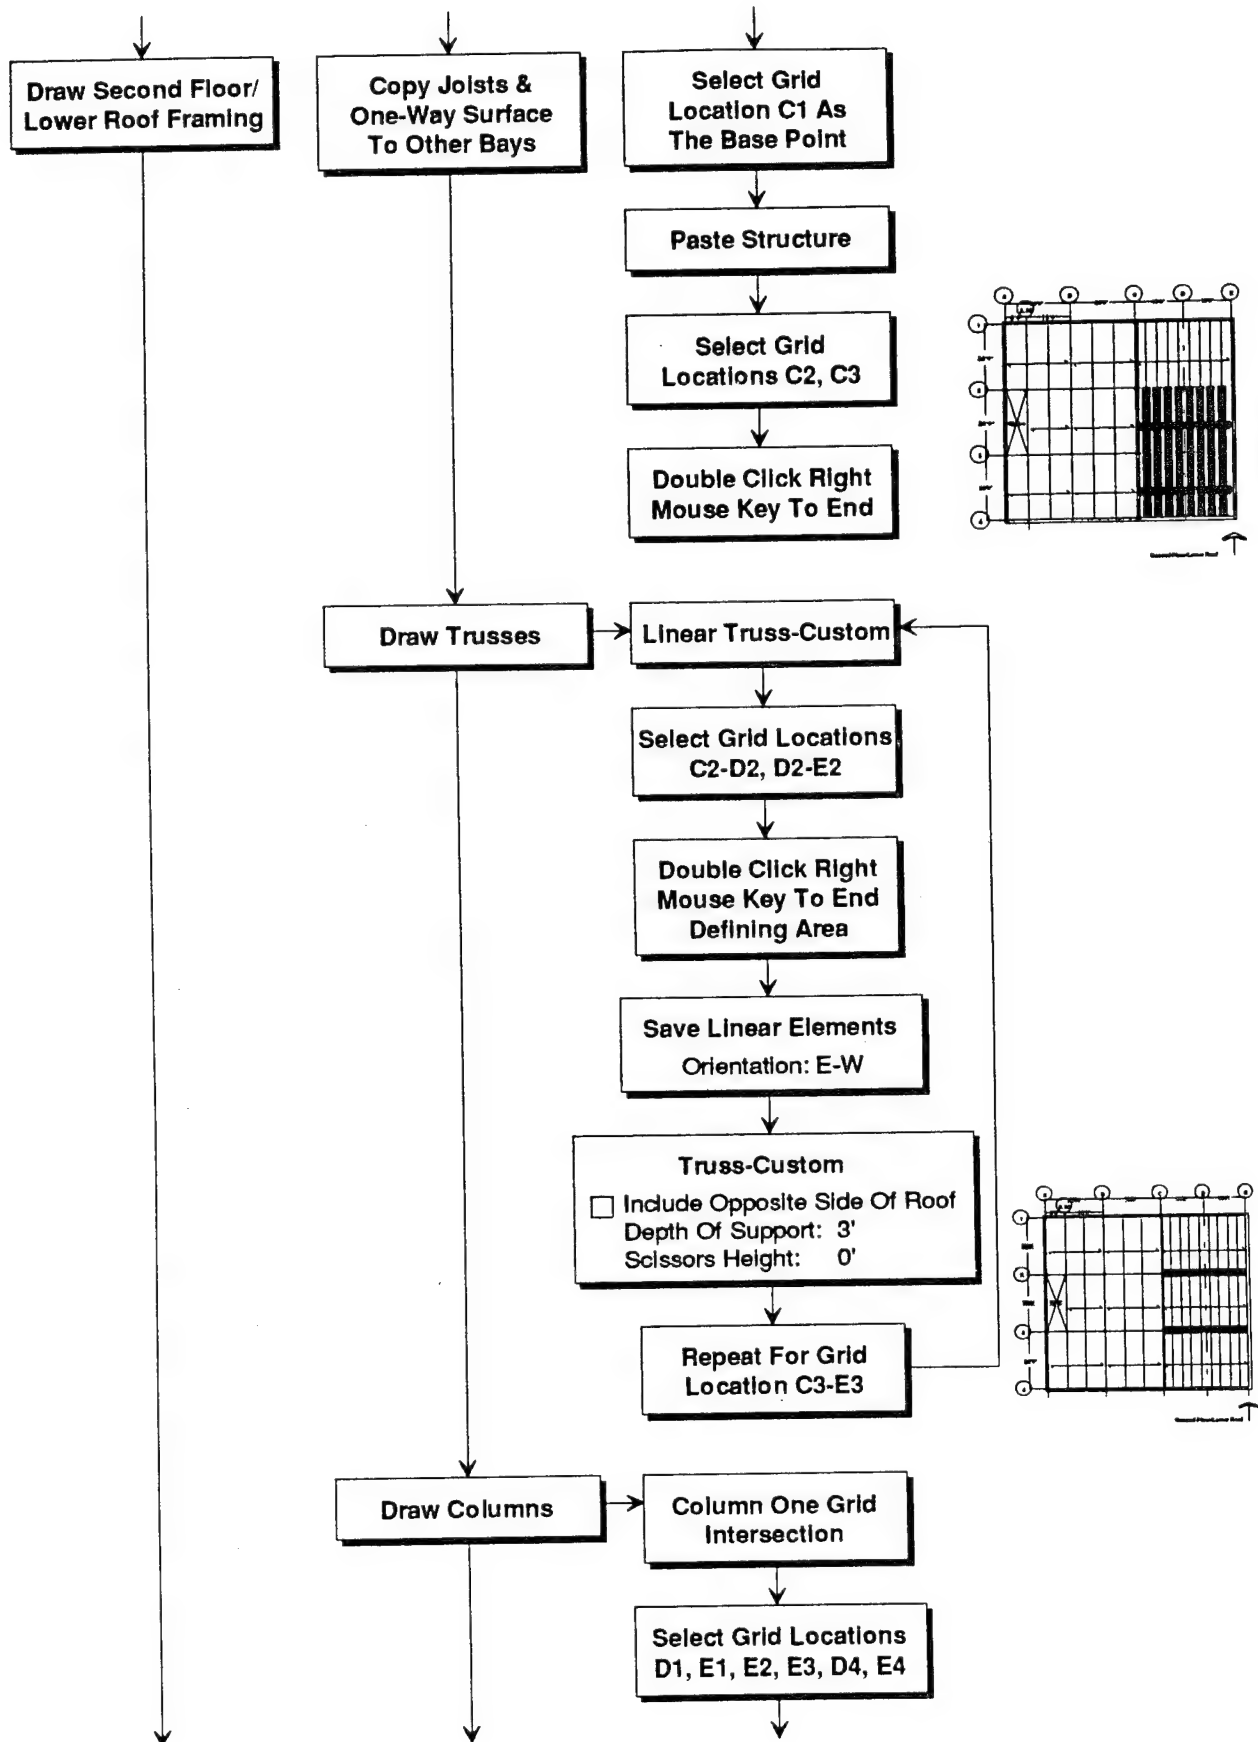 Draw Second Floor/
Lower Roof Framing
Copy Joists &
One-Way Surface
To Other Bays
Select Grid
Location C1 As
The Base Point
Paste Structure
Select Grid
Locations C2, C3
Double Click Right
Mouse Key To End
Draw Trusses
Linear Truss-Custom
Select Grid Locations
C2-D2, D2-E2
Double Click Right
Mouse Key To End
Defining Area
Save Linear Elements
Orientation: E-W
Truss-Custom
Include Opposite Side Of Roof
Depth Of Support: 3'
Scissors Height: 0'
Repeat For Grid
Location C3-E3
Draw Columns
Column One Grid
Intersection
Select Grid Locations
D1, E1, E2, E3, D4, E4